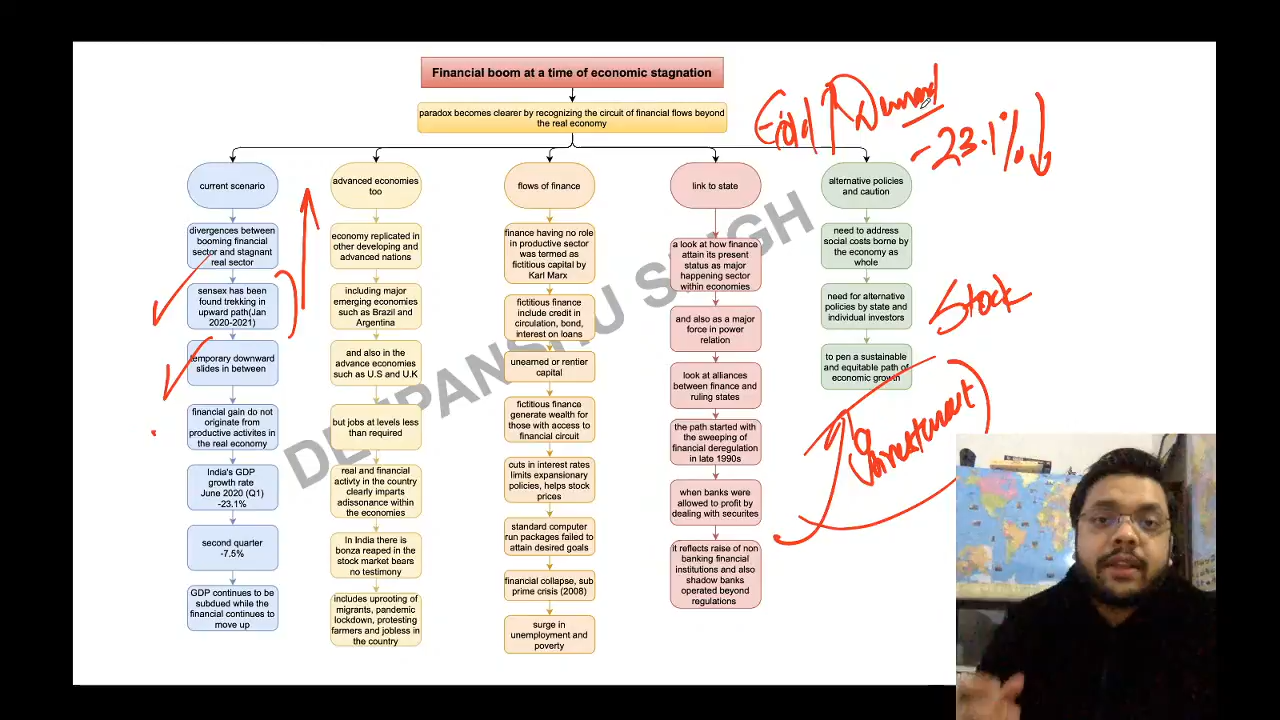 Financial boom at a time of economic stagnation
paradox becomes clearer by recognizing the circuit of financial flows beyond
the real economy
current scenario
divergences between
booming financial
sector and stagnant
real sector
sensex has been
found trekking in
upward path(Jan
2020-2021)
temporary downward
slides in between
financial gain do not
originate from
productive activites in
the real economy
India's GDP
growth rate
June 2020 (Q1)
-23.1%
second quarter
-7.5%
GDP continues to be
subdued while the
financial continues to
move up
advanced economies
too
economy replicated in
other developing and
advanced nations
including major
emerging economies
such as Brazil and
Argentina
and also in the
advance economies
such as U.S and U.K
but jobs at levels less
than required
real and financial
activty in the country
clearly imparts
adissonance within
the economies
In India there is
bonza reaped in the
stock market bears
no testimony
includes uprooting of
migrants, pandemic
lockdown, protesting
farmers and jobless in
the country
flows of finance
finance having no role
in productive sector
was termed as
fictitious capital by
Karl Marx
fictitious finance
include credit in
circulation, bond,
interest on loans
unearned or rentier
capital
fictitious finance
generate wealth for
those with access to
financial circuit
cuts in interest rates
limits expansionary
policies, helps stock
prices
standard computer
run packages failed to
attain desired goals
financial collapse, sub
prime crisis (2008)
surge in
unemployment and
poverty
link to state
a look at how finance
attain its present
status as major
happening sector
within economies
and also as a major
force in power
relation
look at alliances
between finance and
ruling states
the path started with
the sweeping of
financial deregulation
in late 1990s
when banks were
allowed to profit by
dealing with securites
it reflects raise of non
banking financial
institutions and also
shadow banks
operated beyond
regulations
alternative policies
and caution
need to address
social costs borne by
the economy as
whole
need for alternative
policies by state and
individual investors
to pen a sustainable
and equitable path of
economic growth
DEEPANSHU SINGH
Demand
-23.1%
Stock